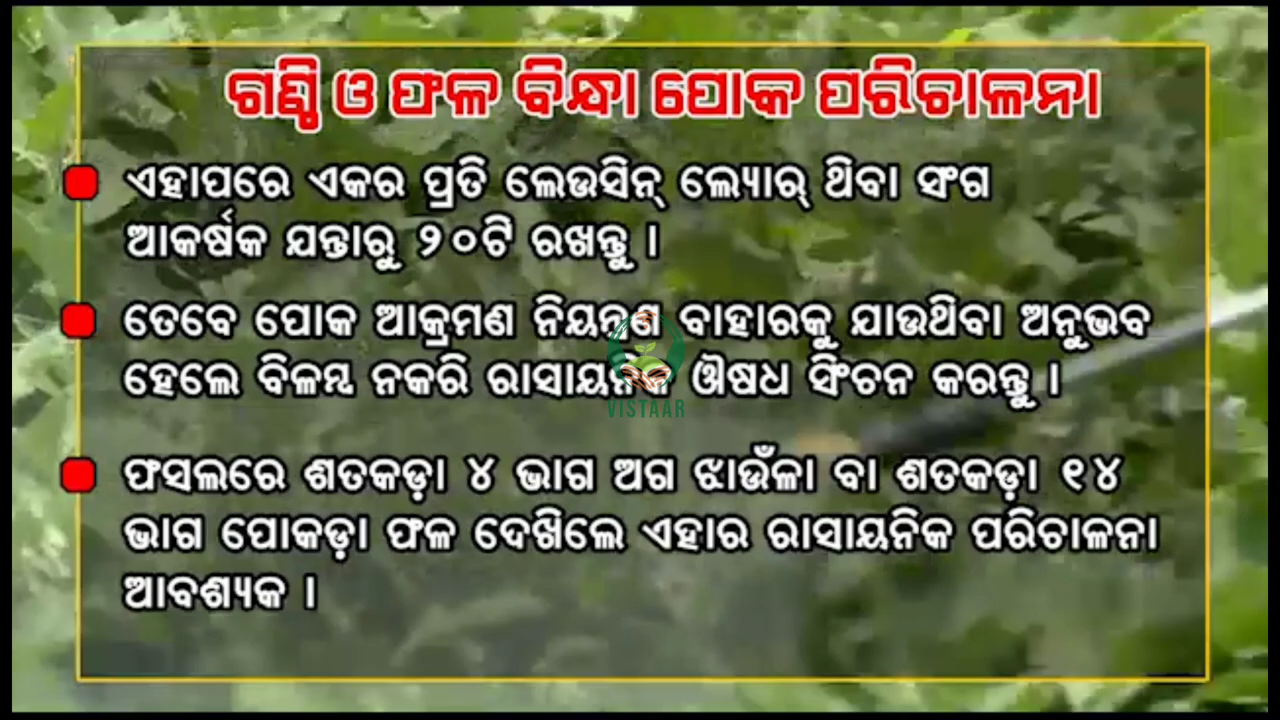 ଗଣ୍ଠି ଓ ଫଳ ବିନ୍ଧା ପୋକ ପରିଚାଳନା
ଏହାପରେ ଏକର ପ୍ରତି ଲେଉସିନ୍ ଲ୍ୟୋର୍ ଥିବା ସଂଗ
ଆକର୍ଷକ ଯନ୍ତାରୁ ୨୦ଟି ରଖନ୍ତୁ ।
ତେବେ ପୋକ ଆକ୍ରମଣ ନିୟନ୍ତ୍ରଣ ବାହାରକୁ ଯାଉଥିବା ଅନୁଭବ
ହେଲେ ବିଳମ୍ବ ନକରି ରାସାୟନିକ ଔଷଧ ସିଂଚନ କରନ୍ତୁ ।
VISTAAR
ଫସଲରେ ଶତକଡ଼ା ୪ ଭାଗ ଅଗ ଝାଉଁଳା ବା ଶତକଡ଼ା ୧୪
ଭାଗ ପୋକଡ଼ା ଫଳ ଦେଖିଲେ ଏହାର ରାସାୟନିକ ପରିଚାଳନା
ଆବଶ୍ୟକ ।